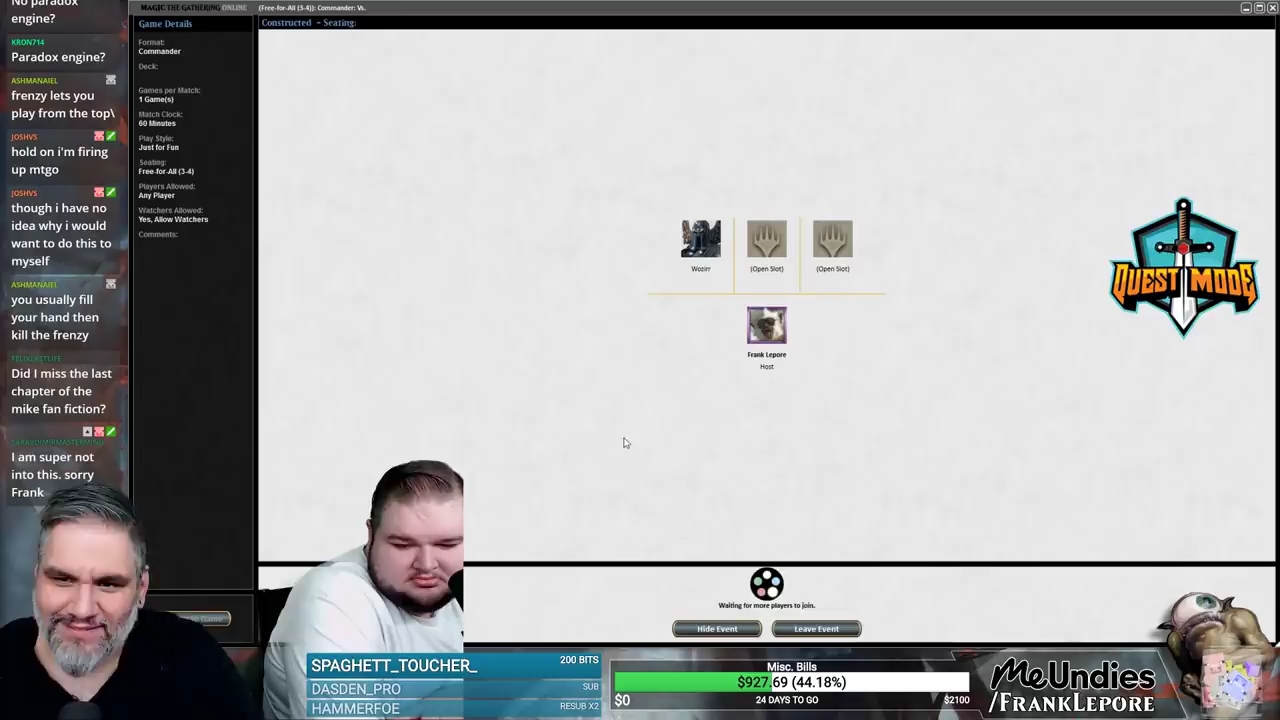 No paradox
engine?
KRON714
Paradox engine?
ASHMANAIEL
frenzy lets you
play from the top\
JOSHVS
hold on i'm firing
up mtgo
JOSHVS
though i have no
idea why i would
want to do this to
myself
ASHMANAIEL
you usually fill
your hand then
kill the frenzy
FELIXLASTLIFE
Did I miss the last
chapter of the
mike fan fiction?
I am super not
into this. sorry
Frank
MAGIC THE GATHERING ONLINE
(Free-for-All (3-4)): Commander: Vs.
Game Details
Format:
Commander
Deck:
Games per Match:
1 Game(s)
Match Clock:
60 Minutes
Play Style:
Just for Fun
Seating:
Free-for-All (3-4)
Players Allowed:
Any Player
Watchers Allowed:
Yes, Allow Watchers
Comments:
Constructed - Seating:
Wozirr
(Open Slot)
(Open Slot)
Frank Lepore
Host
QUEST MODE
Waiting for more players to join.
Hide Event
Leave Event
to Game
SPAGHETT_TOUCHER_
200 BITS
DASDEN_PRO
SUB
HAMMERFOE
RESUB X2
Misc. Bills
$927.69 (44.18%)
$0
24 DAYS TO GO
$2100
MeUndies
/FRANKLEPORE